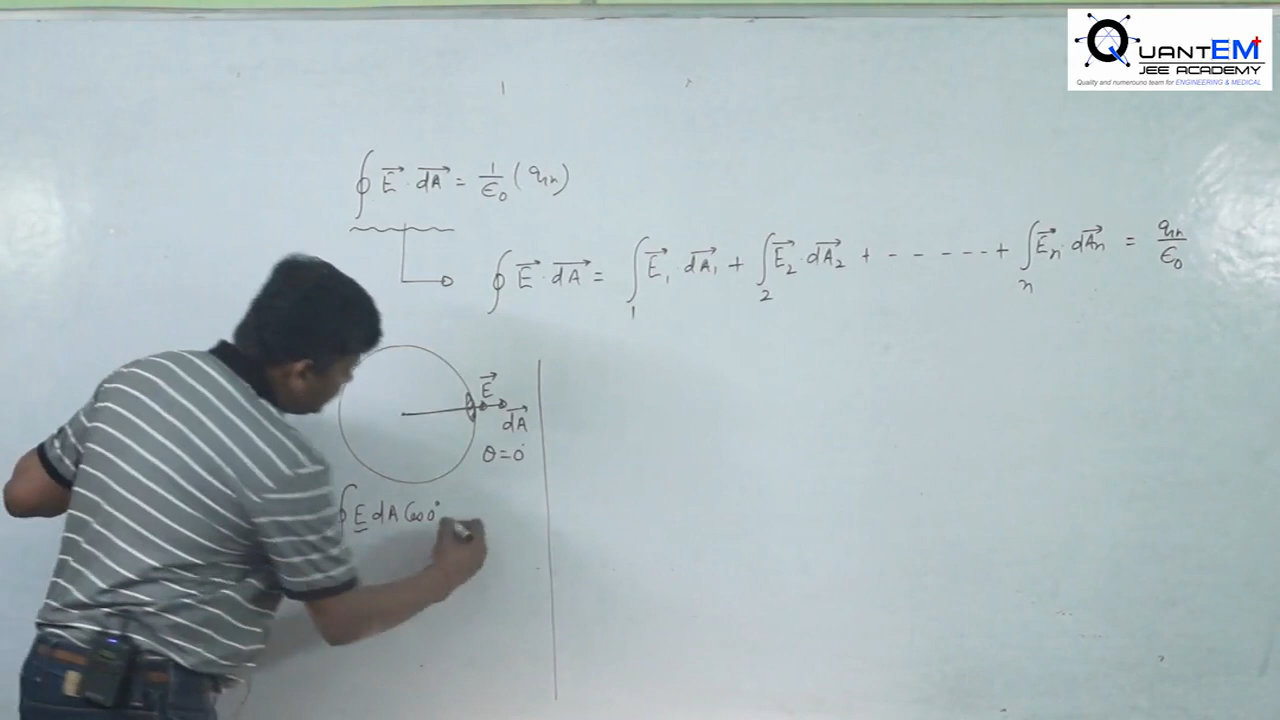 QUANTEM+
JEE ACADEMY
Quality and numerouno team for ENGINEERING & MEDICAL
∮ E⃗ · dA⃗ = 1/ε₀ (qᵢₙ)
∮ E⃗ · dA⃗ = ∫₁ E⃗₁ · dA⃗₁ + ∫₂ E⃗₂ · dA⃗₂ + - - - - - + ∫ₙ E⃗ₙ · dA⃗ₙ = qᵢₙ/ε₀
E⃗
dA⃗
θ = 0°
∮ E dA Cos 0°